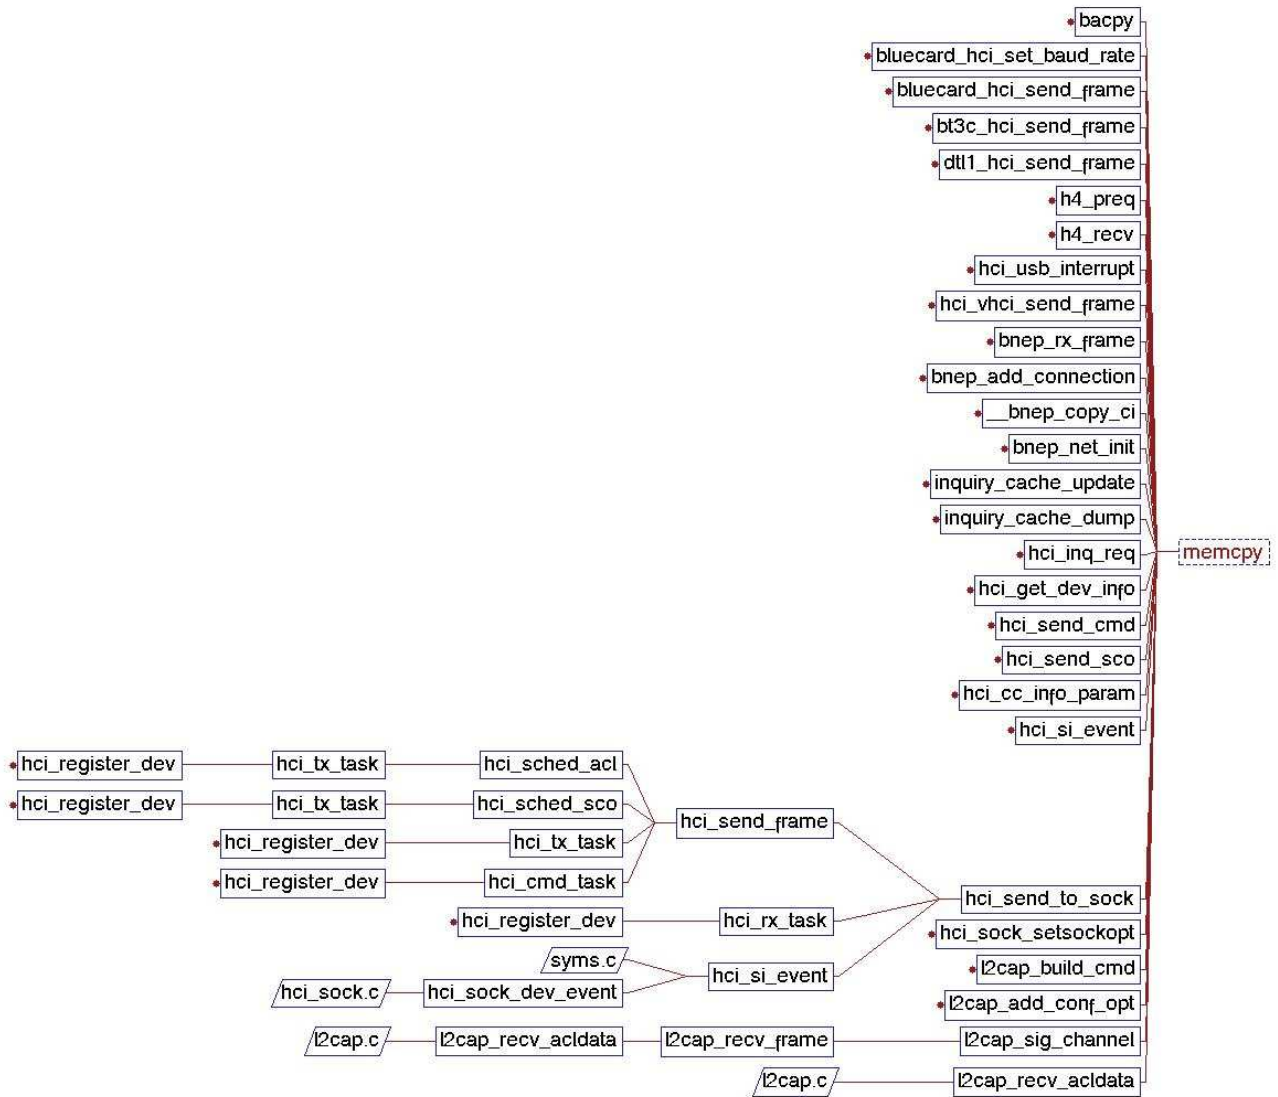 bacpy
bluecard_hci_set_baud_rate
bluecard_hci_send_frame
bt3c_hci_send_frame
dtl1_hci_send_frame
h4_preq
h4_recv
hci_usb_interrupt
hci_vhci_send_frame
bnep_rx_frame
bnep_add_connection
__bnep_copy_ci
bnep_net_init
inquiry_cache_update
inquiry_cache_dump
memcpy
hci_inq_req
hci_get_dev_info
hci_send_cmd
hci_send_sco
hci_cc_info_param
hci_si_event
hci_register_dev hci_tx_task hci_sched_acl
hci_register_dev hci_tx_task hci_sched_sco
hci_send_frame
hci_register_dev hci_tx_task
hci_register_dev hci_cmd_task
hci_send_to_sock
hci_register_dev hci_rx_task
hci_sock_setsockopt
syms.c
l2cap_build_cmd
hci_si_event
hci_sock.c hci_sock_dev_event
l2cap_add_conf_opt
l2cap.c l2cap_recv_acldata l2cap_recv_frame l2cap_sig_channel
l2cap.c l2cap_recv_acldata